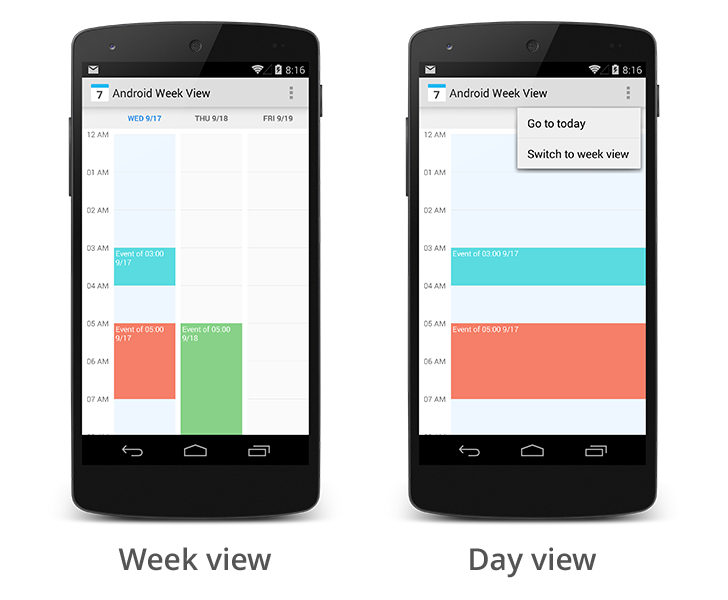 8:16
7 Android Week View
WED 9/17 THU 9/18 FRI 9/19
12 AM
01 AM
02 AM
03 AM
Event of 03:00
9/17
04 AM
05 AM
Event of 05:00
9/17
Event of 05:00
9/18
06 AM
07 AM
Week view
8:16
7 Android Week View
Go to today
Switch to week view
12 AM
01 AM
02 AM
03 AM
Event of 03:00 9/17
04 AM
05 AM
Event of 05:00 9/17
06 AM
07 AM
Day view